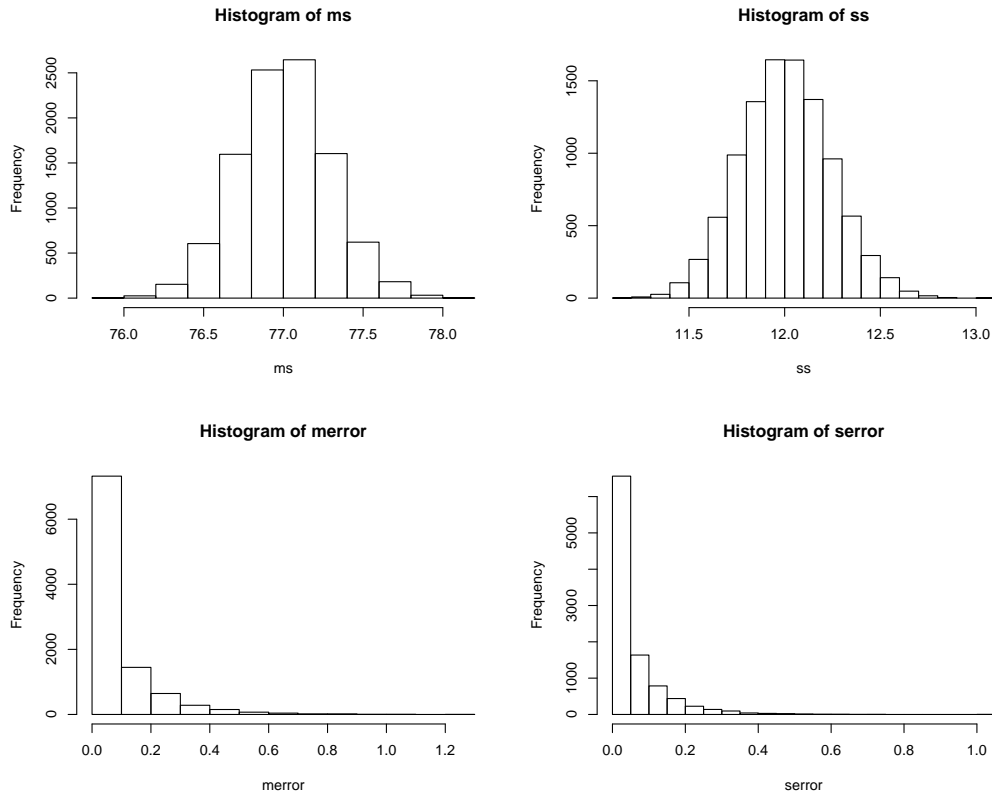 Histogram of ms
Frequency
0
500
1000
1500
2000
2500
76.0 76.5 77.0 77.5 78.0
ms
Histogram of ss
Frequency
0
500
1000
1500
11.5 12.0 12.5 13.0
ss
Histogram of merror
Frequency
0
2000
4000
6000
0.0 0.2 0.4 0.6 0.8 1.0 1.2
merror
Histogram of serror
Frequency
0
1000
3000
5000
0.0 0.2 0.4 0.6 0.8 1.0
serror